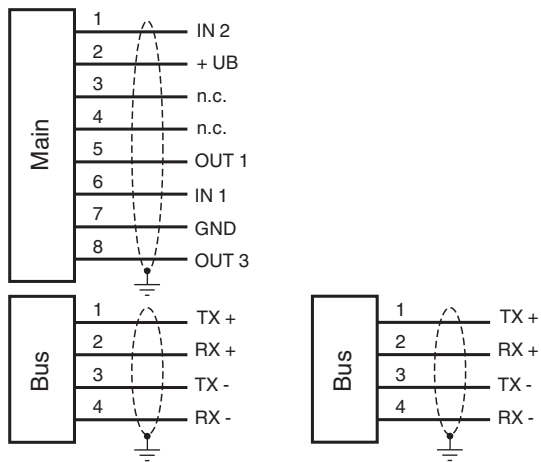 Main
1 IN 2
2 + UB
3 n.c.
4 n.c.
5 OUT 1
6 IN 1
7 GND
8 OUT 3
Bus
1 TX +
2 RX +
3 TX -
4 RX -
Bus
1 TX +
2 RX +
3 TX -
4 RX -